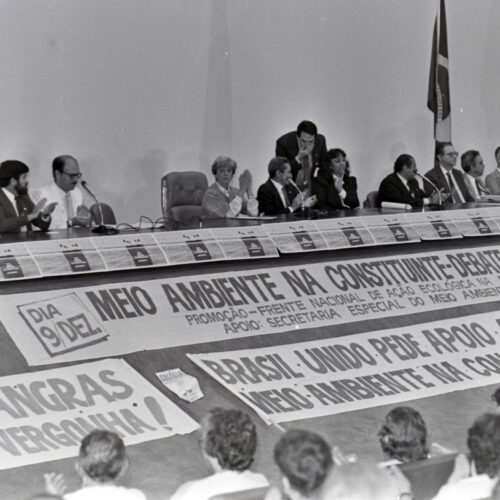 DIA
9/DEZ
MEIO AMBIENTE NA CONSTITUINTE-DEBATE
PROMOÇÃO-FRENTE NACIONAL DE AÇÃO ECOLÓGICA NA
APOIO: SECRETARIA ESPECIAL DO MEIO AMBIENTE
BRASIL UNIDO PEDE APOIO
MEIO-AMBIENTE NA CON
ANGRAS
VERGONHA!